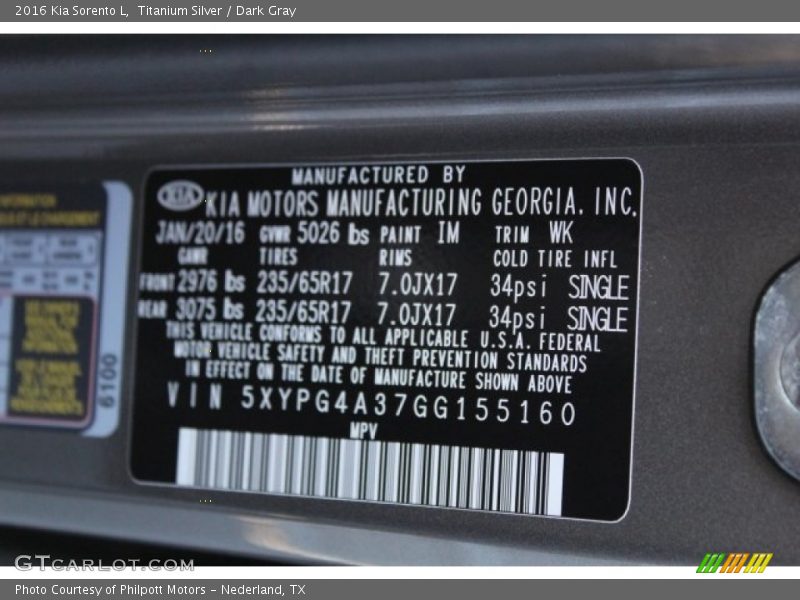 2016 Kia Sorento L,  Titanium Silver / Dark Gray
MANUFACTURED BY
KIA KIA MOTORS MANUFACTURING GEORGIA. INC.
JAN/20/16 GVWR 5026 lbs PAINT IM TRIM WK
GAWR TIRES RIMS COLD TIRE INFL
FRONT 2976 lbs 235/65R17 7.0JX17 34psi SINGLE
REAR 3075 lbs 235/65R17 7.0JX17 34psi SINGLE
THIS VEHICLE CONFORMS TO ALL APPLICABLE U.S.A. FEDERAL
MOTOR VEHICLE SAFETY AND THEFT PREVENTION STANDARDS
IN EFFECT ON THE DATE OF MANUFACTURE SHOWN ABOVE
VIN 5XYPG4A37GG155160
MPV
6100
GTCARLOT.COM
Photo Courtesy of Philpott Motors – Nederland, TX